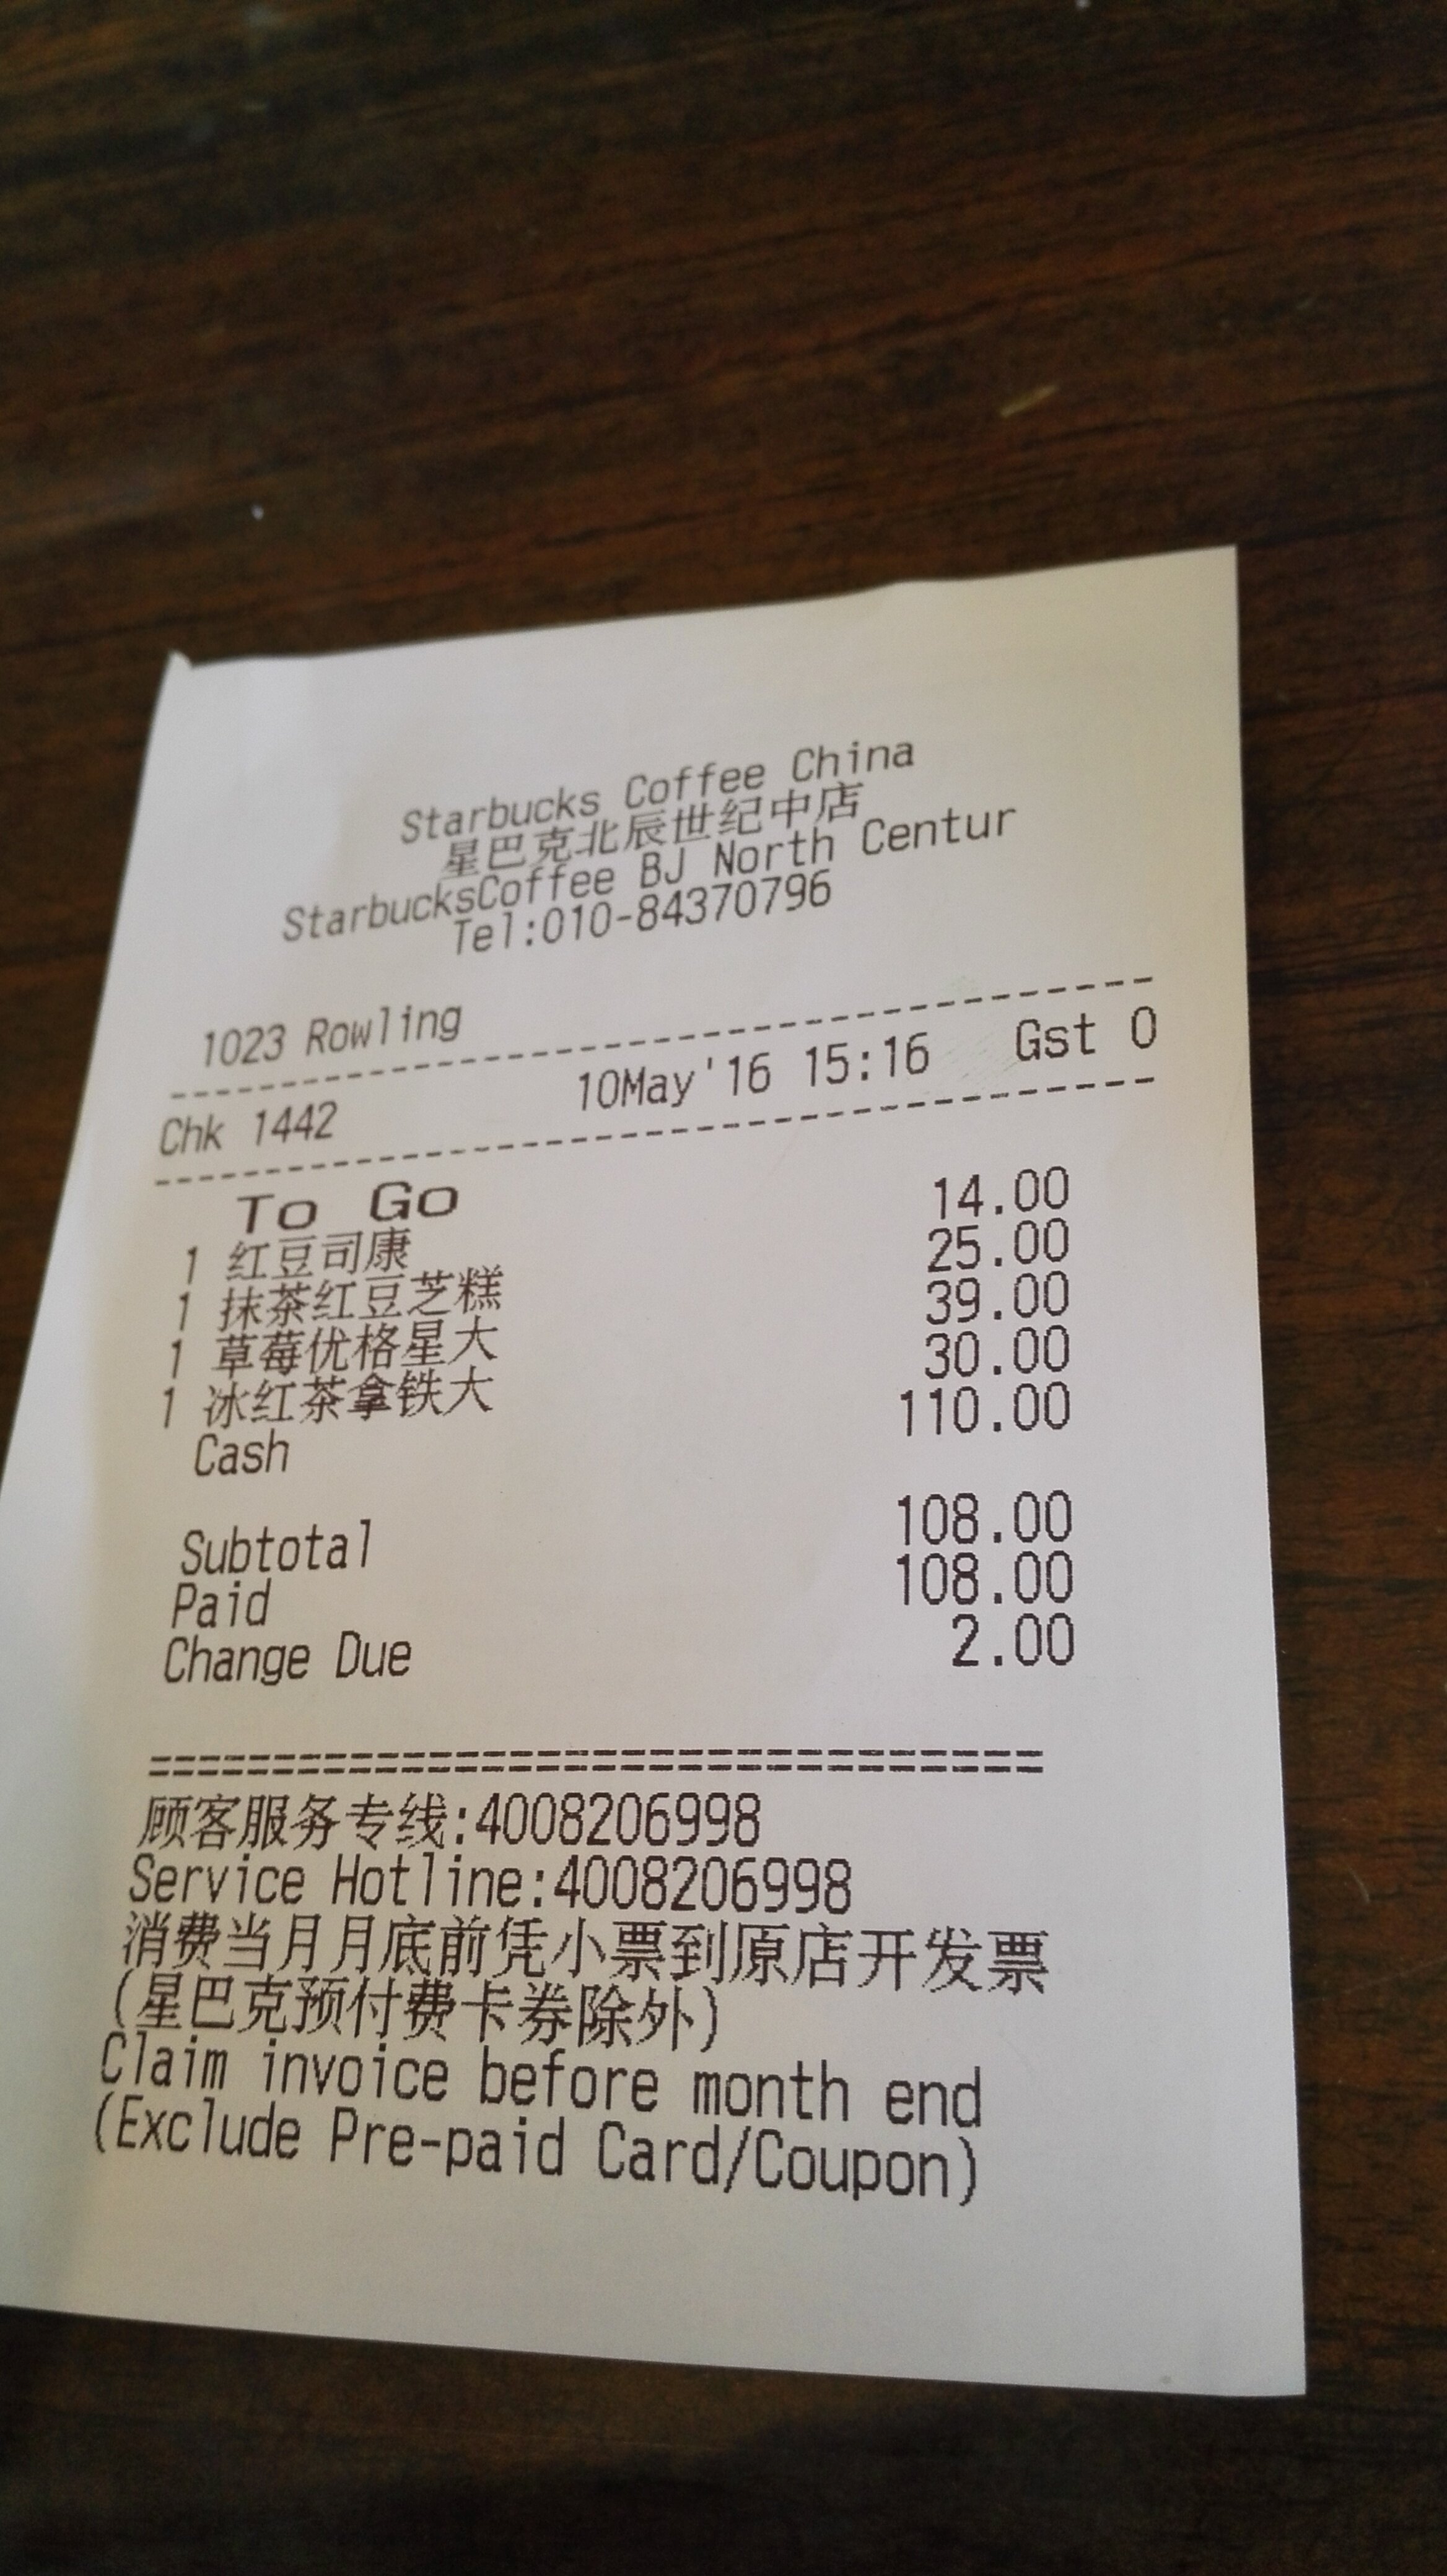 Starbucks Coffee China
星巴克北辰世纪中店
StarbucksCoffee BJ North Centur
Tel:010-84370796
1023 Rowling
Chk 1442 10May'16 15:16 Gst 0
To Go
1 红豆司康 14.00
1 抹茶红豆芝糕 25.00
1 草莓优格星大 39.00
1 冰红茶拿铁大 30.00
Cash 110.00
Subtotal 108.00
Paid 108.00
Change Due 2.00
================================
顾客服务专线:4008206998
Service Hotline:4008206998
消费当月月底前凭小票到原店开发票
(星巴克预付费卡券除外)
Claim invoice before month end
(Exclude Pre-paid Card/Coupon)